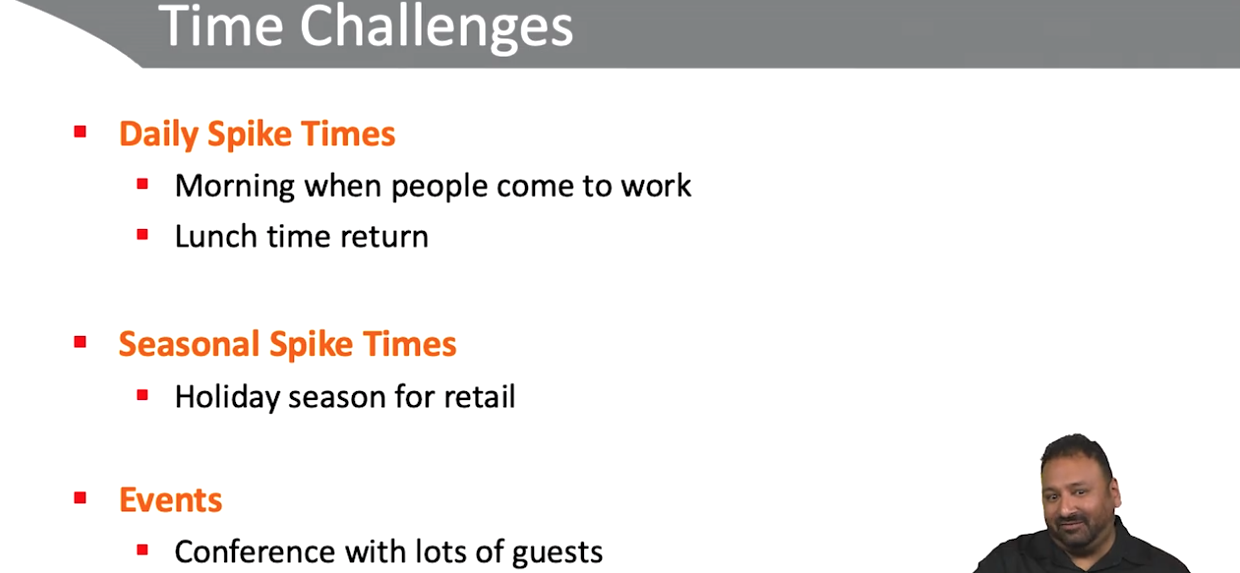 Time Challenges
Daily Spike Times
Morning when people come to work
Lunch time return
Seasonal Spike Times
Holiday season for retail
Events
Conference with lots of guests